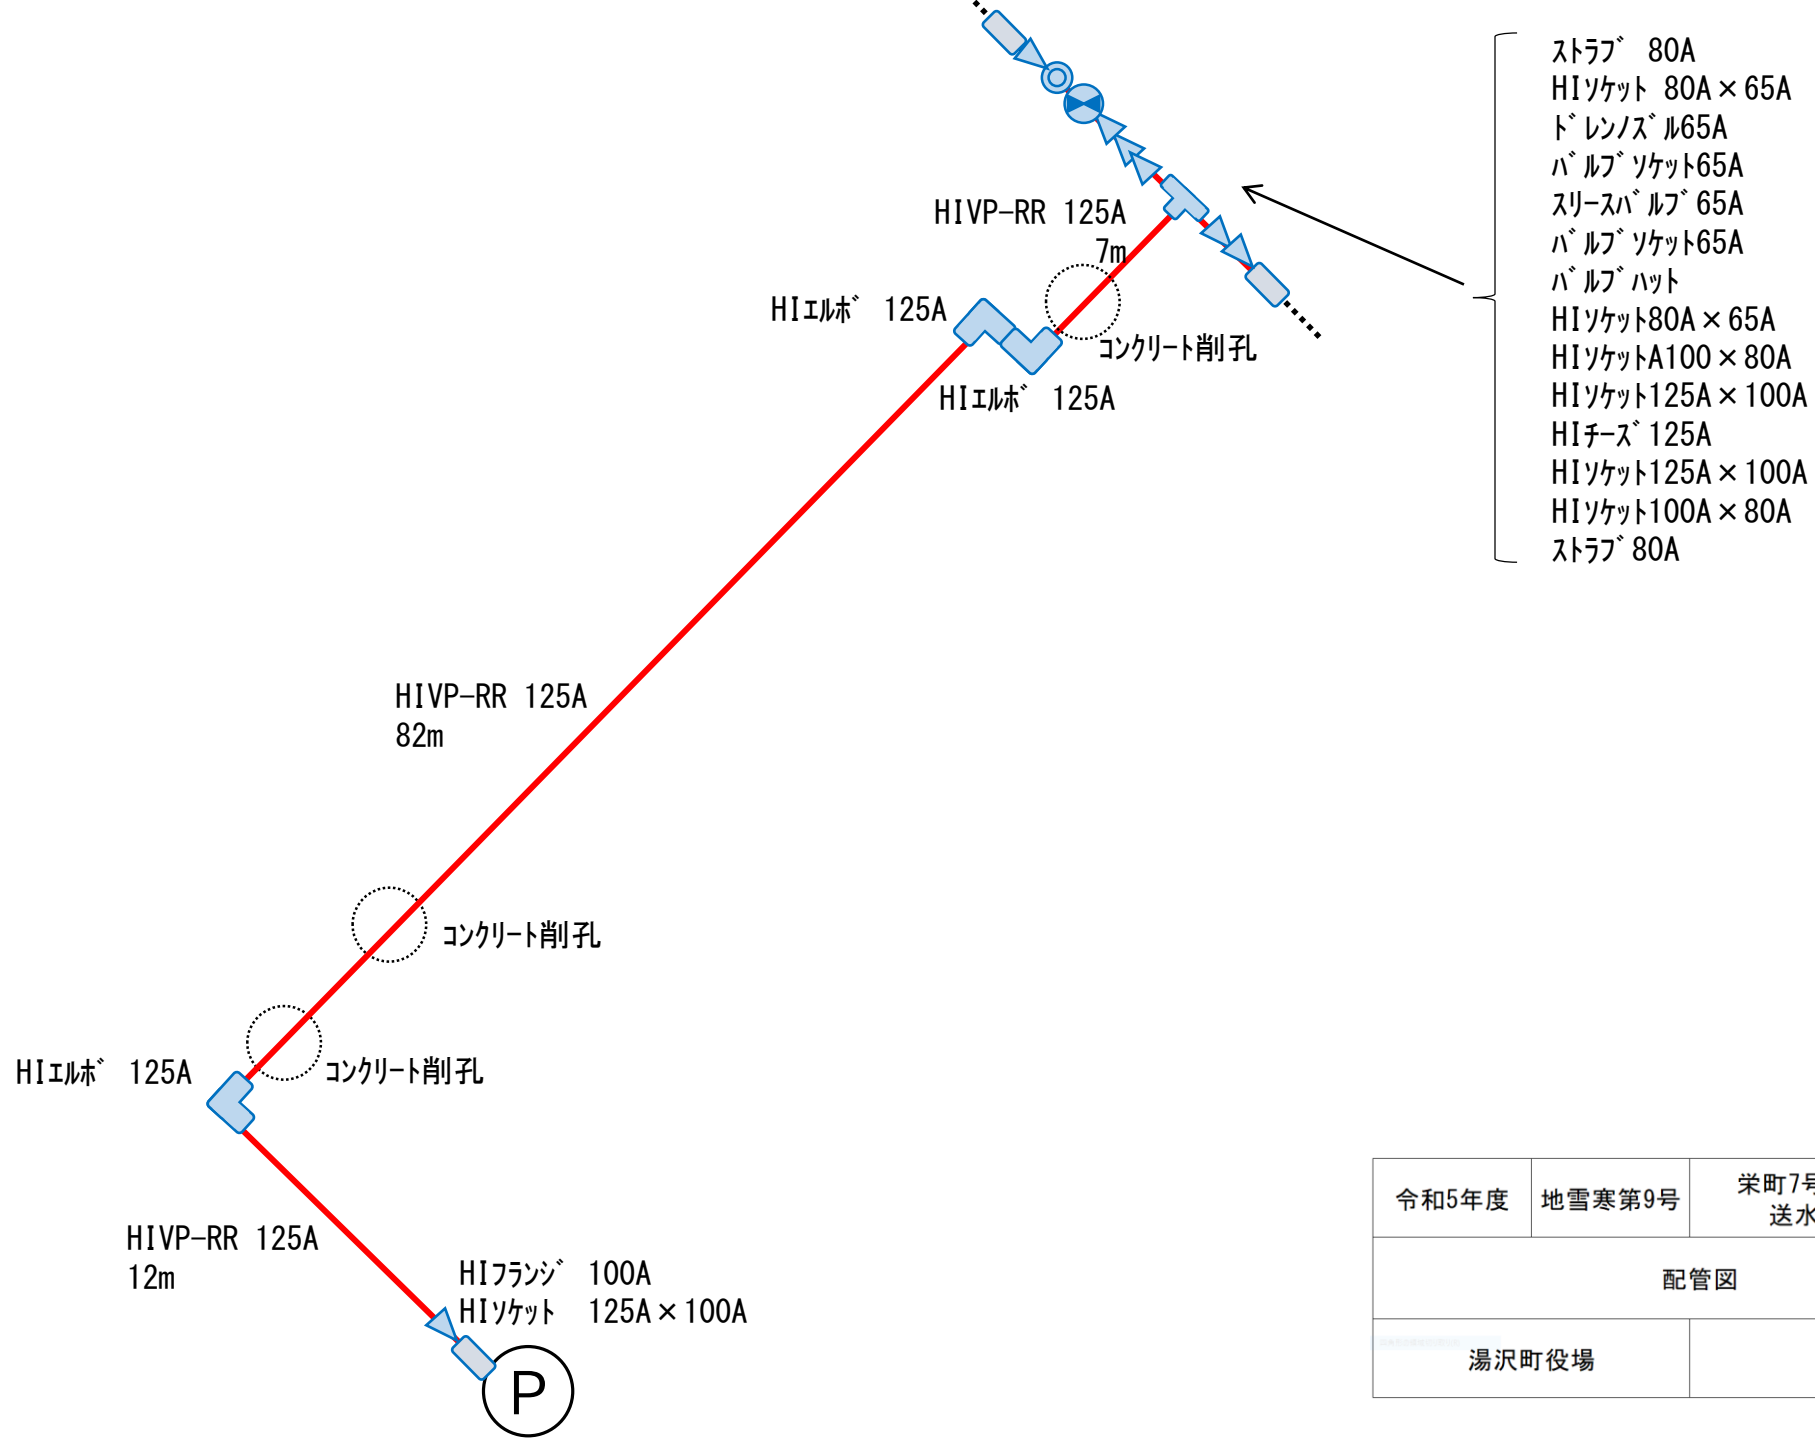 ｽﾄﾗﾌﾞ 80A
HIｿｹｯﾄ 80A×65A
ﾄﾞﾚﾝﾉｽﾞﾙ65A
ﾊﾞﾙﾌﾞｿｹｯﾄ65A
ｽﾘｰｽﾊﾞﾙﾌﾞ65A
ﾊﾞﾙﾌﾞｿｹｯﾄ65A
ﾊﾞﾙﾌﾞﾊｯﾄ
HIｿｹｯﾄ80A×65A
HIｿｹｯﾄA100×80A
HIｿｹｯﾄ125A×100A
HIﾁｰｽﾞ125A
HIｿｹｯﾄ125A×100A
HIｿｹｯﾄ100A×80A
ｽﾄﾗﾌﾞ80A
HIVP-RR 125A
7m
HIｴﾙﾎﾞ 125A
ｺﾝｸﾘｰﾄ削孔
HIｴﾙﾎﾞ 125A
HIVP-RR 125A
82m
ｺﾝｸﾘｰﾄ削孔
HIｴﾙﾎﾞ 125A
ｺﾝｸﾘｰﾄ削孔
HIVP-RR 125A
12m
HIﾌﾗﾝｼﾞ 100A
HIｿｹｯﾄ 125A×100A
P
令和5年度
地雪寒第9号
栄町7号
送水
配管図
湯沢町役場